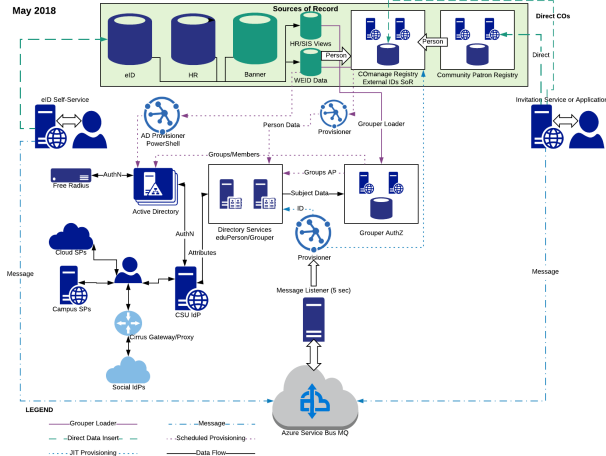 May 2018
Sources of Record
Direct COs
HR/SIS Views
WEID Data
eID
HR
Banner
Person
Person
COmanage Registry
External IDs SoR
Community Patron Registry
Direct
eID Self-Service
Invitation Service or Application
AD Provisioner
PowerShell
Person Data
Provisioner
Grouper Loader
Groups/Members
Free Radius
AuthN
Active Directory
Groups AP
Subject Data
ID
Directory Services
eduPerson/Grouper
Grouper AuthZ
AuthN
Attributes
Provisioner
Cloud SPs
Message
Message
Campus SPs
CSU IdP
Message Listener (5 sec)
Cirrus Gateway/Proxy
Social IdPs
Azure Service Bus MQ
LEGEND
Grouper Loader
Message
Direct Data Insert
Scheduled Provisioning
JIT Provisioning
Data Flow